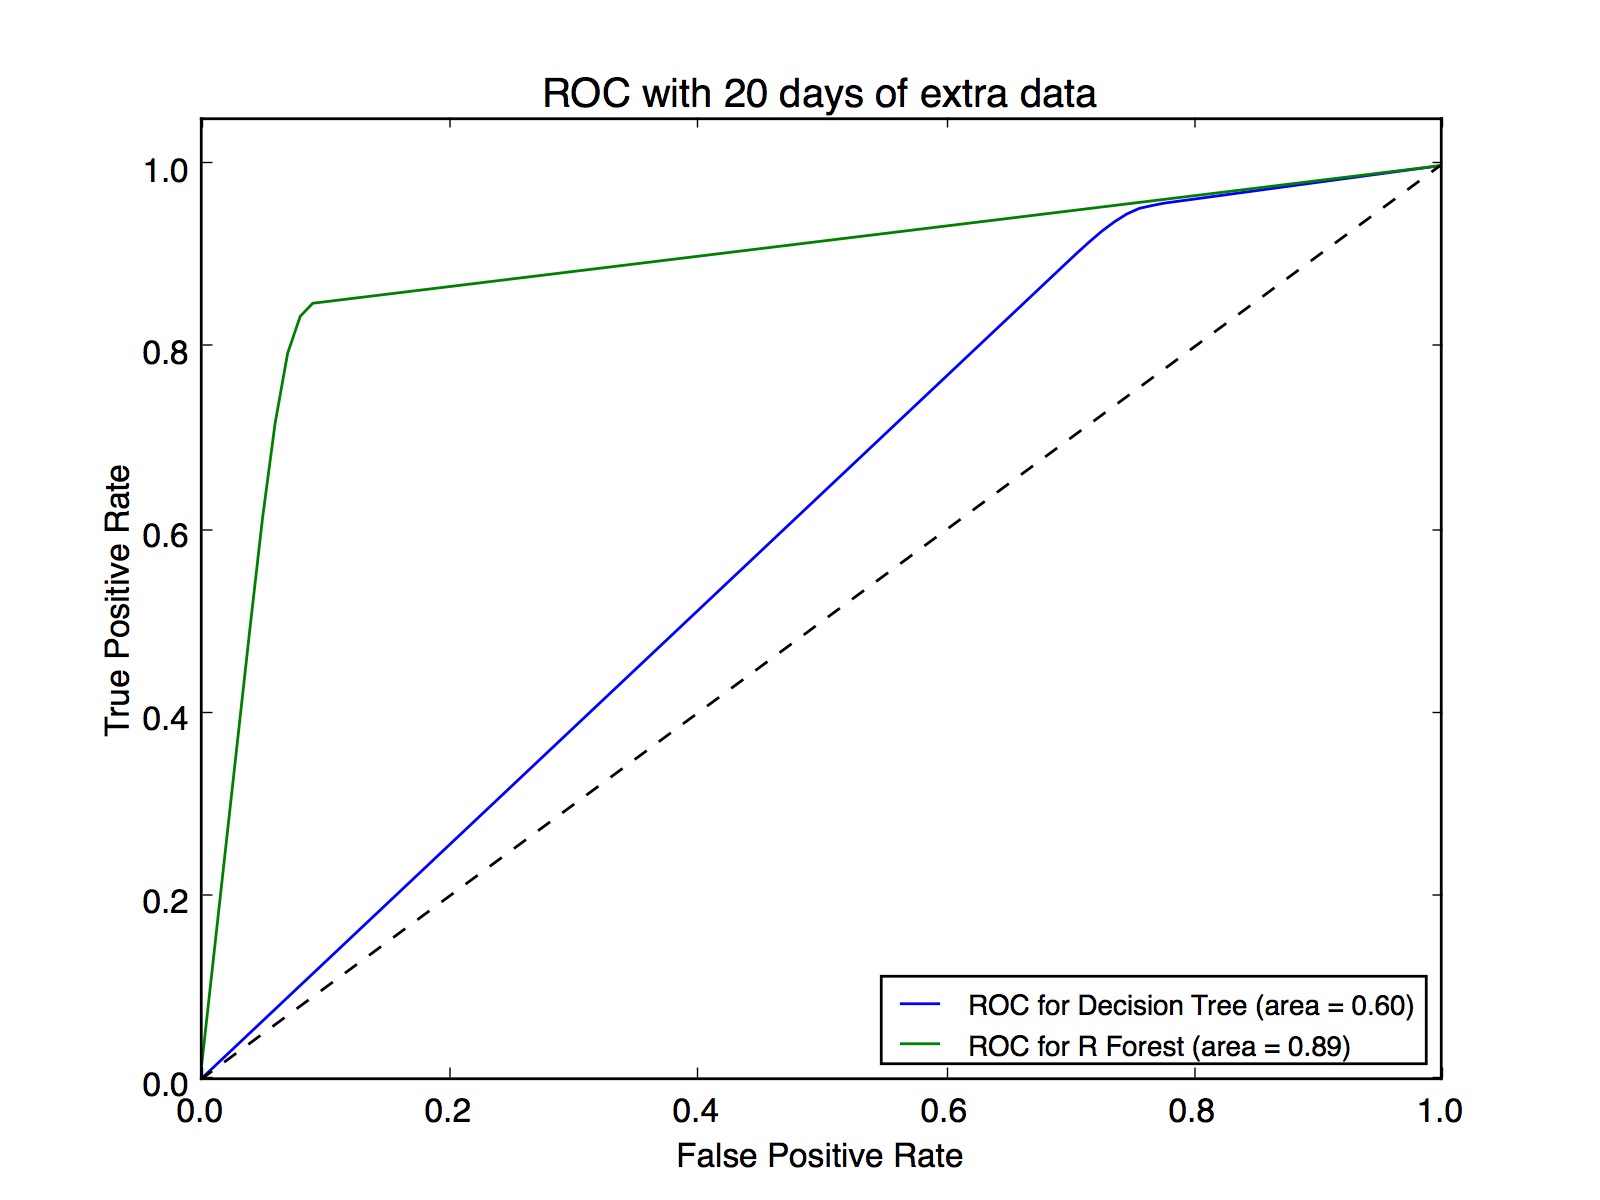 ROC with 20 days of extra data
1.0
0.8
0.6
0.4
0.2
0.0
True Positive Rate
0.0 0.2 0.4 0.6 0.8 1.0
False Positive Rate
ROC for Decision Tree (area = 0.60)
ROC for R Forest (area = 0.89)